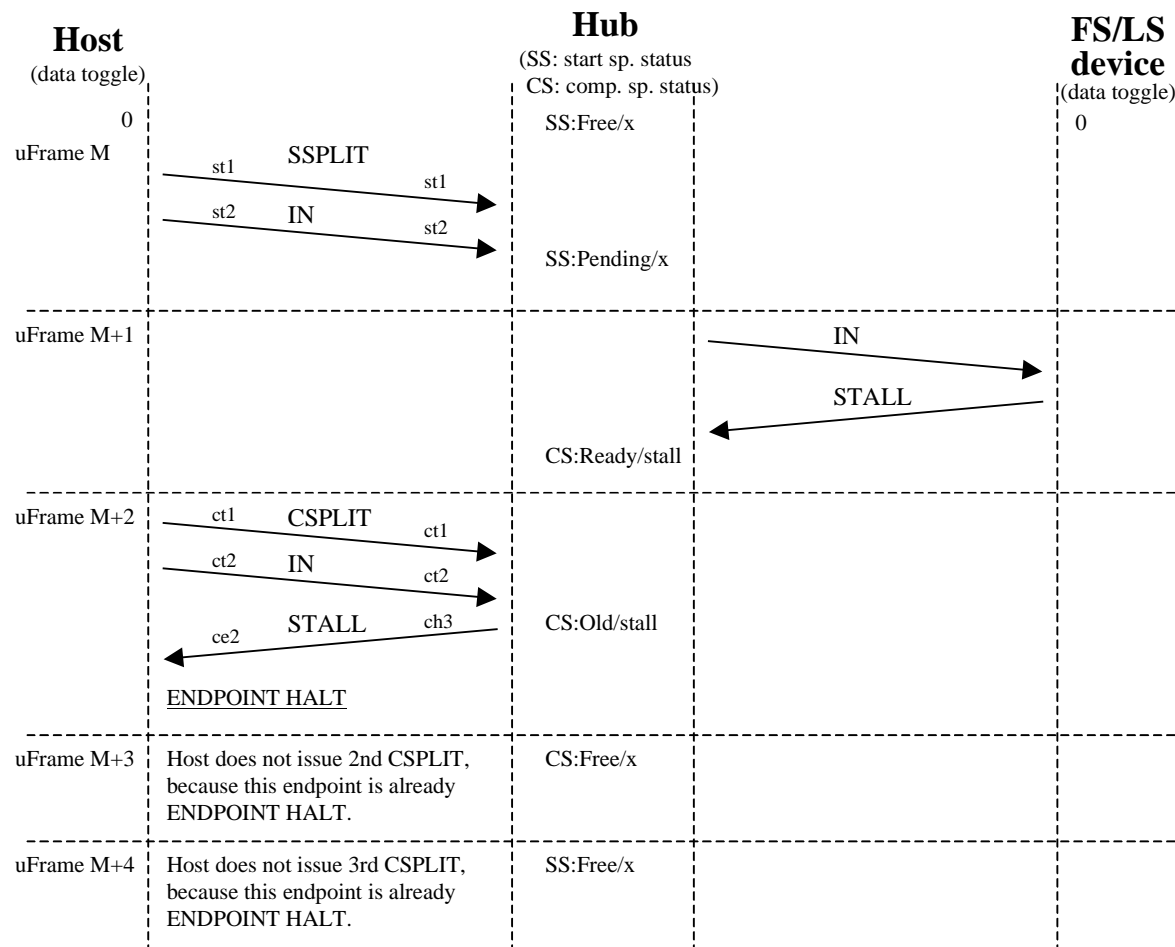 Host
(data toggle)
Hub
(SS: start sp. status
CS: comp. sp. status)
FS/LS
device
(data toggle)
0
SS:Free/x
0
uFrame M
SSPLIT
st1
st1
st2
IN
st2
SS:Pending/x
uFrame M+1
IN
STALL
CS:Ready/stall
uFrame M+2
ct1
CSPLIT
ct1
ct2
IN
ct2
STALL
ch3
ce2
CS:Old/stall
ENDPOINT HALT
uFrame M+3
Host does not issue 2nd CSPLIT,
because this endpoint is already
ENDPOINT HALT.
CS:Free/x
uFrame M+4
Host does not issue 3rd CSPLIT,
because this endpoint is already
ENDPOINT HALT.
SS:Free/x